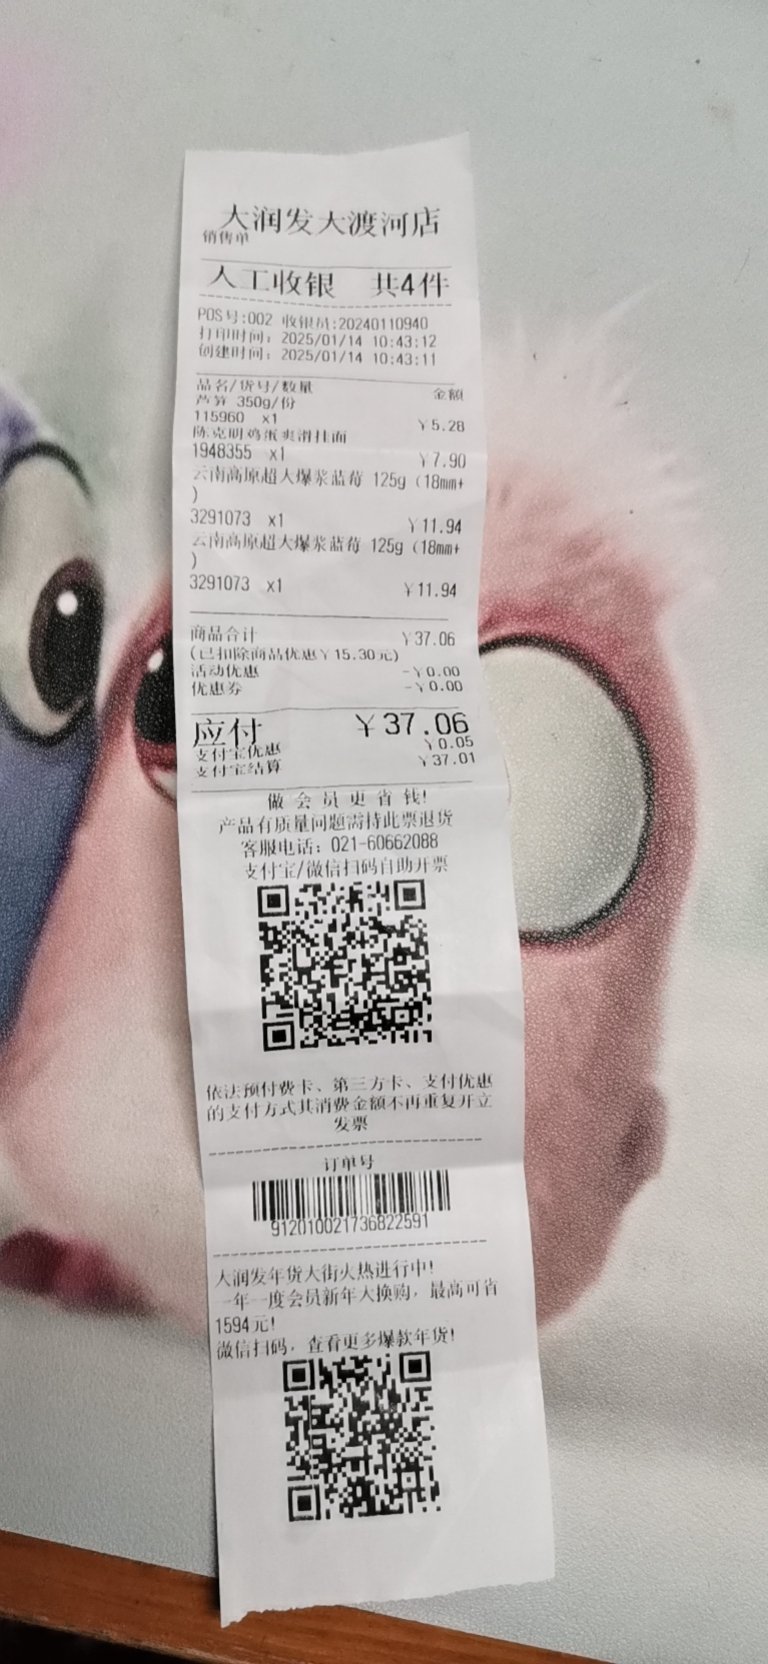 大润发大渡河店
销售单
人工收银 共4件
POS号:002 收银员:20240110940
打印时间: 2025/01/14 10:43:12
创建时间: 2025/01/14 10:43:11
品名/货号/数量 金额
芦笋 350g/份
115960 x1 ¥5.28
陈克明鸡蛋爽滑挂面
1948355 x1 ¥7.90
云南高原超大爆浆蓝莓 125g (18mm+
)
3291073 x1 ¥11.94
云南高原超大爆浆蓝莓 125g (18mm+
)
3291073 x1 ¥11.94
商品合计 ¥37.06
(已扣除商品优惠¥15.30元)
活动优惠 -¥0.00
优惠券 -¥0.00
应付 ¥37.06
支付宝优惠 ¥0.05
支付宝结算 ¥37.01
做会员更省钱!
产品有质量问题需持此票退货
客服电话: 021-60662088
支付宝/微信扫码自助开票
依法预付费卡、第三方卡、支付优惠
的支付方式其消费金额不再重复开立
发票
订单号
912010021736822591
大润发年货大街火热进行中!
一年一度会员新年大换购，最高可省
1594元!
微信扫码，查看更多爆款年货!